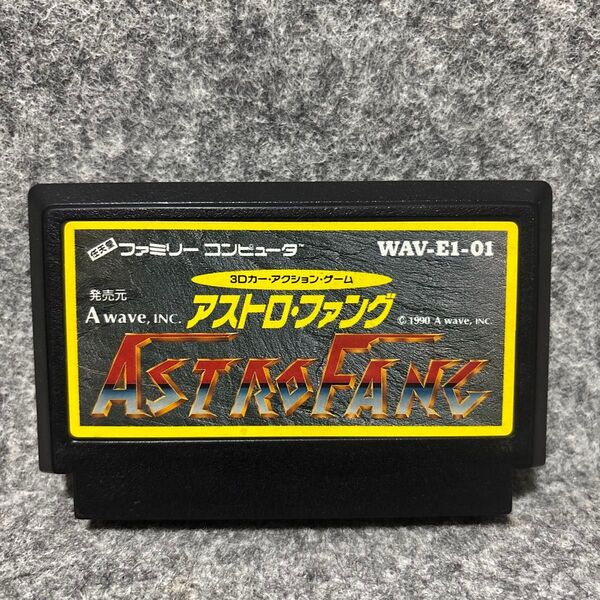 任天堂 ファミリー コンピュータ™ WAV-E1-01
3Dカー・アクション・ゲーム
発売元
A wave, INC. アストロ・ファング © 1990 A wave, INC.
ASTRO FANG